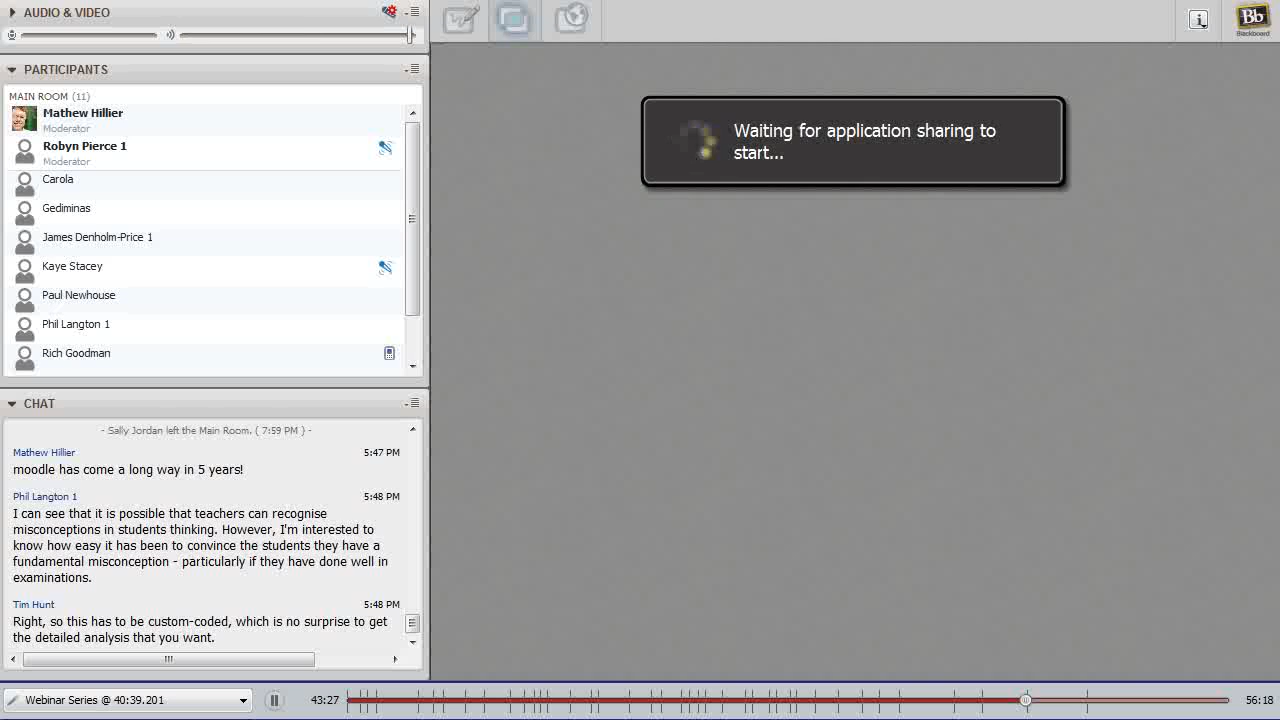 AUDIO & VIDEO
PARTICIPANTS
MAIN ROOM (11)
Mathew Hillier
Moderator
Robyn Pierce 1
Moderator
Carola
Gediminas
James Denholm-Price 1
Kaye Stacey
Paul Newhouse
Phil Langton 1
Rich Goodman
CHAT
- Sally Jordan left the Main Room. ( 7:59 PM ) -
Mathew Hillier 5:47 PM
moodle has come a long way in 5 years!
Phil Langton 1 5:48 PM
I can see that it is possible that teachers can recognise
misconceptions in students thinking. However, I'm interested to
know how easy it has been to convince the students they have a
fundamental misconception - particularly if they have done well in
examinations.
Tim Hunt 5:48 PM
Right, so this has to be custom-coded, which is no surprise to get
the detailed analysis that you want.
Webinar Series @ 40:39.201
43:27
56:18
Waiting for application sharing to
start...
i
Bb
Blackboard